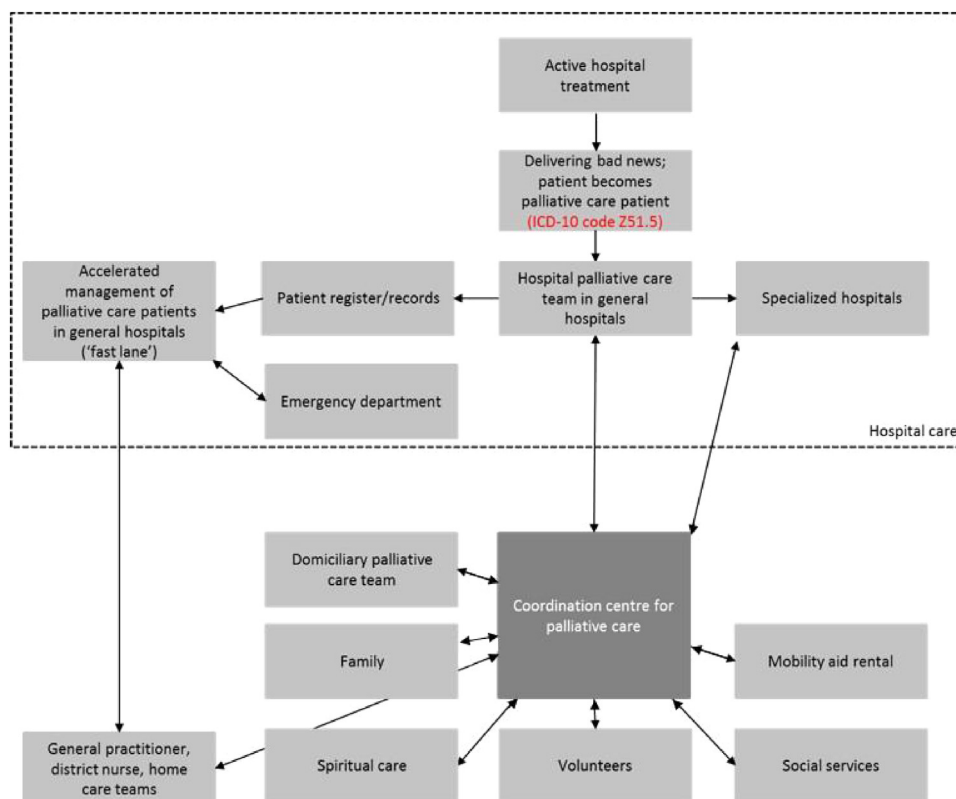 Active hospital
treatment
Delivering bad news;
patient becomes
palliative care patient
(ICD-10 code Z51.5)
Accelerated
management of
palliative care patients
in general hospitals
('fast lane')
Patient register/records
Hospital palliative care
team in general
hospitals
Specialized hospitals
Emergency department
Hospital care
Domiciliary palliative
care team
Coordination centre for
palliative care
Family
Mobility aid rental
General practitioner,
district nurse, home
care teams
Spiritual care
Volunteers
Social services